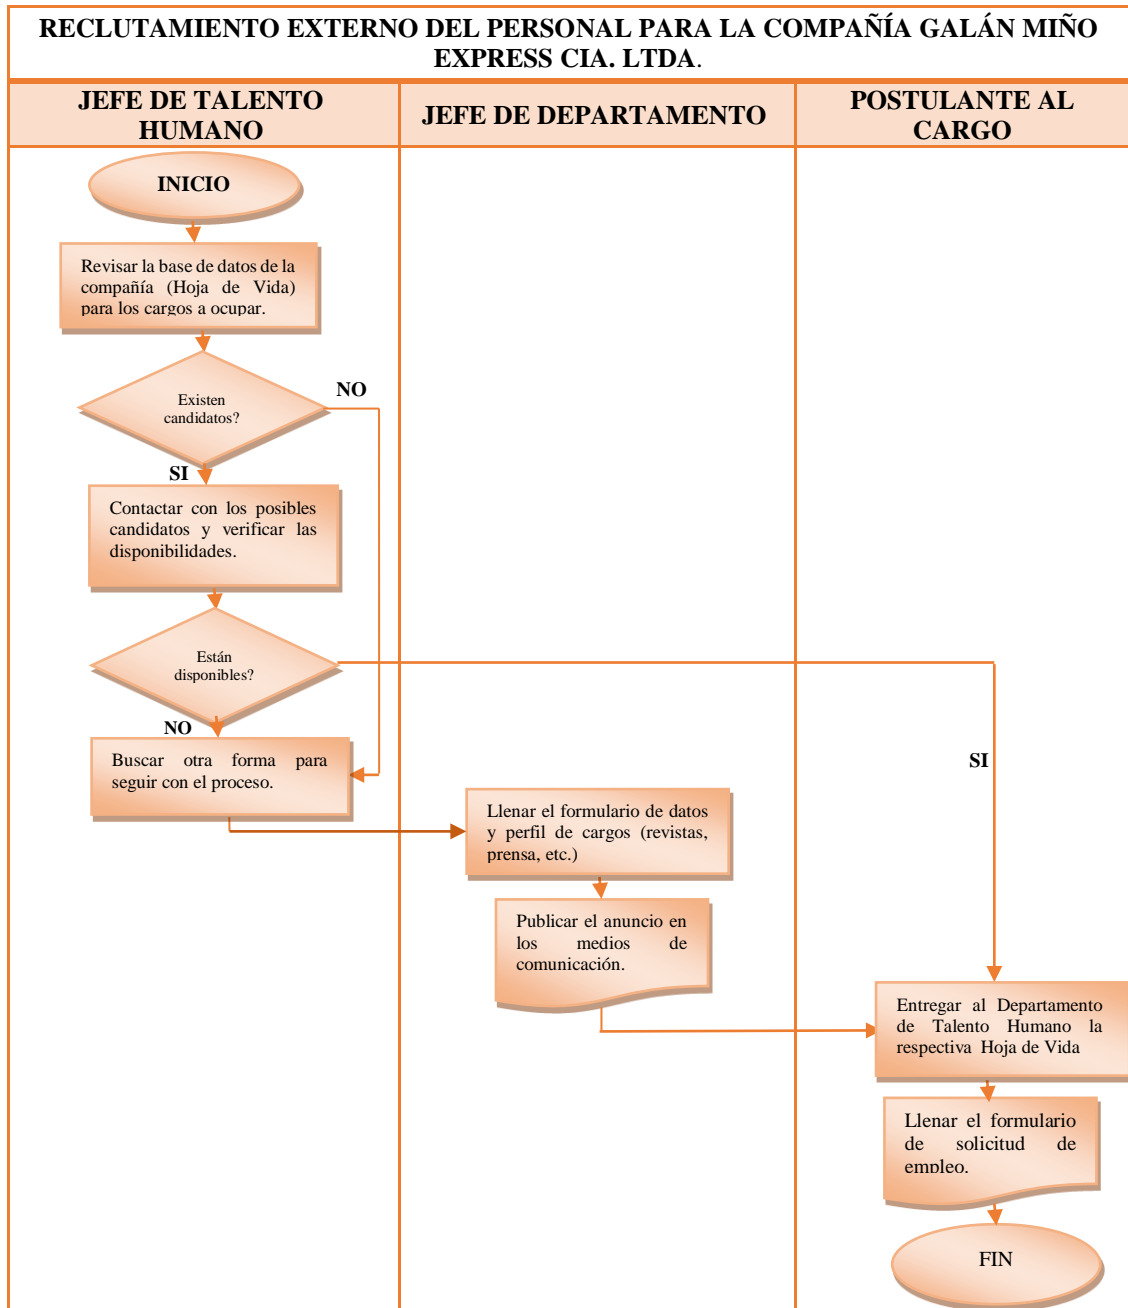 RECLUTAMIENTO EXTERNO DEL PERSONAL PARA LA COMPAÑÍA GALÁN MIÑO
EXPRESS CIA. LTDA.
JEFE DE TALENTO
HUMANO
JEFE DE DEPARTAMENTO
POSTULANTE AL
CARGO
INICIO
Revisar la base de datos de la
compañía (Hoja de Vida)
para los cargos a ocupar.
Existen
candidatos?
NO
SI
Contactar con los posibles
candidatos y verificar las
disponibilidades.
Están
disponibles?
NO
SI
Buscar otra forma para
seguir con el proceso.
Llenar el formulario de datos
y perfil de cargos (revistas,
prensa, etc.)
Publicar el anuncio en
los medios de
comunicación.
Entregar al Departamento
de Talento Humano la
respectiva Hoja de Vida
Llenar el formulario
de solicitud de
empleo.
FIN